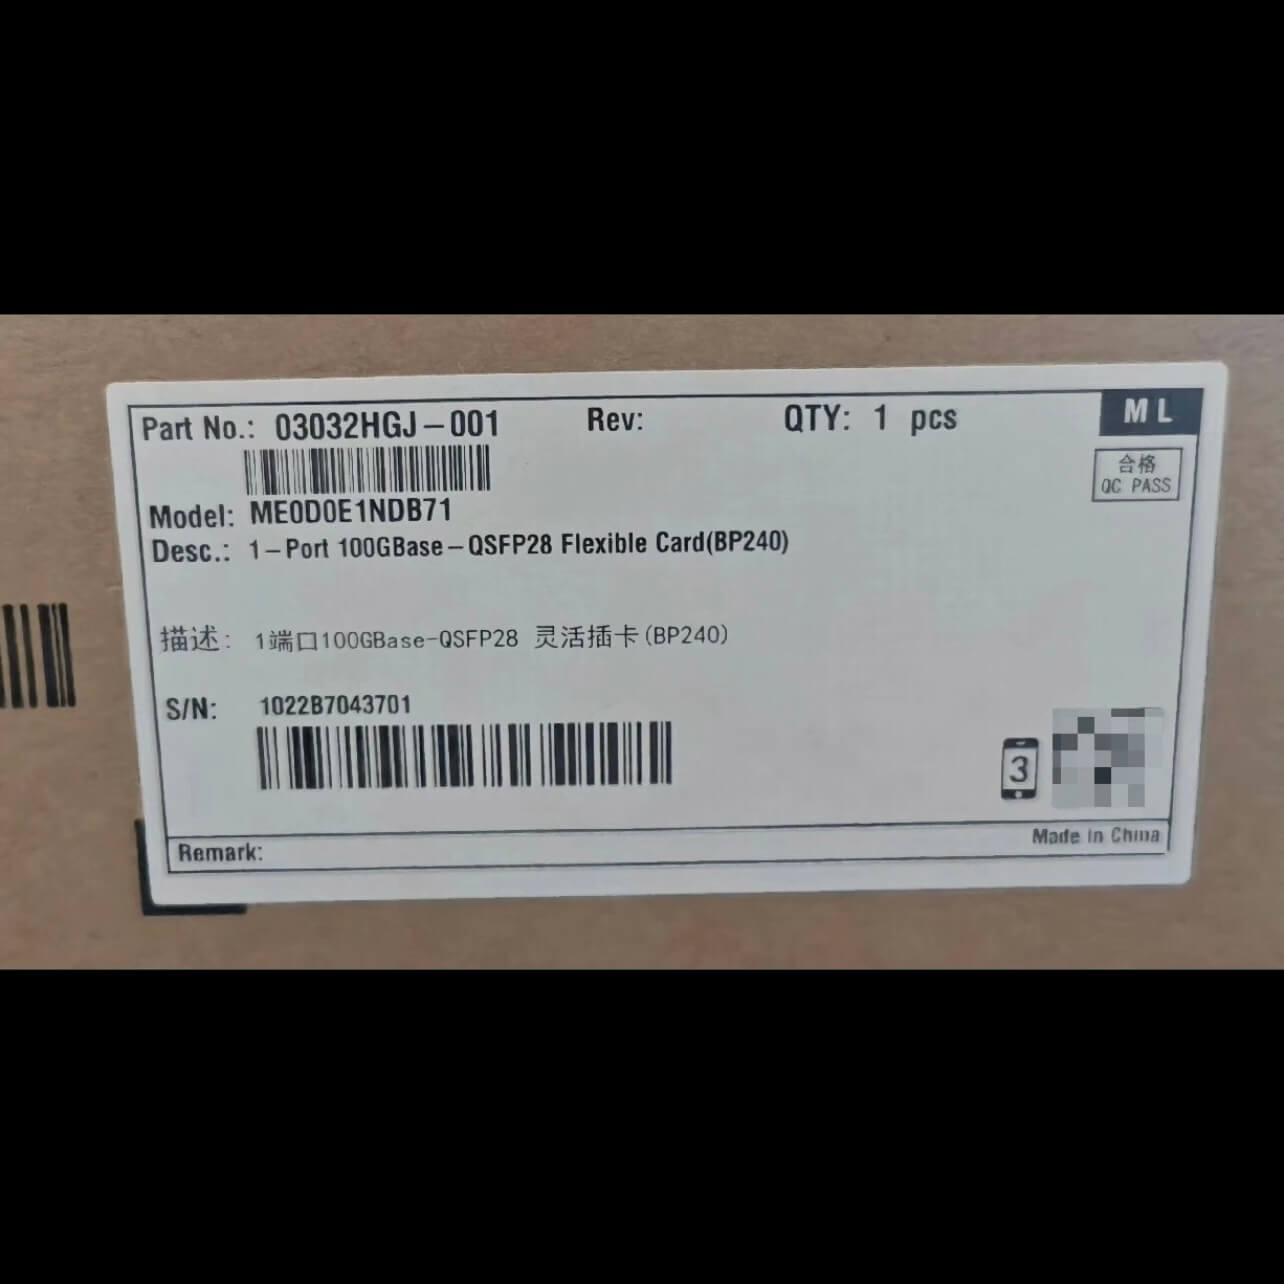 Part No.: 03032HGJ-001 Rev: QTY: 1 pcs ML
合格
QC PASS
Model: ME0D0E1NDB71
Desc.: 1-Port 100GBase-QSFP28 Flexible Card(BP240)
描述: 1端口100GBase-QSFP28 灵活插卡(BP240)
S/N: 1022B7043701
3
Made in China
Remark: